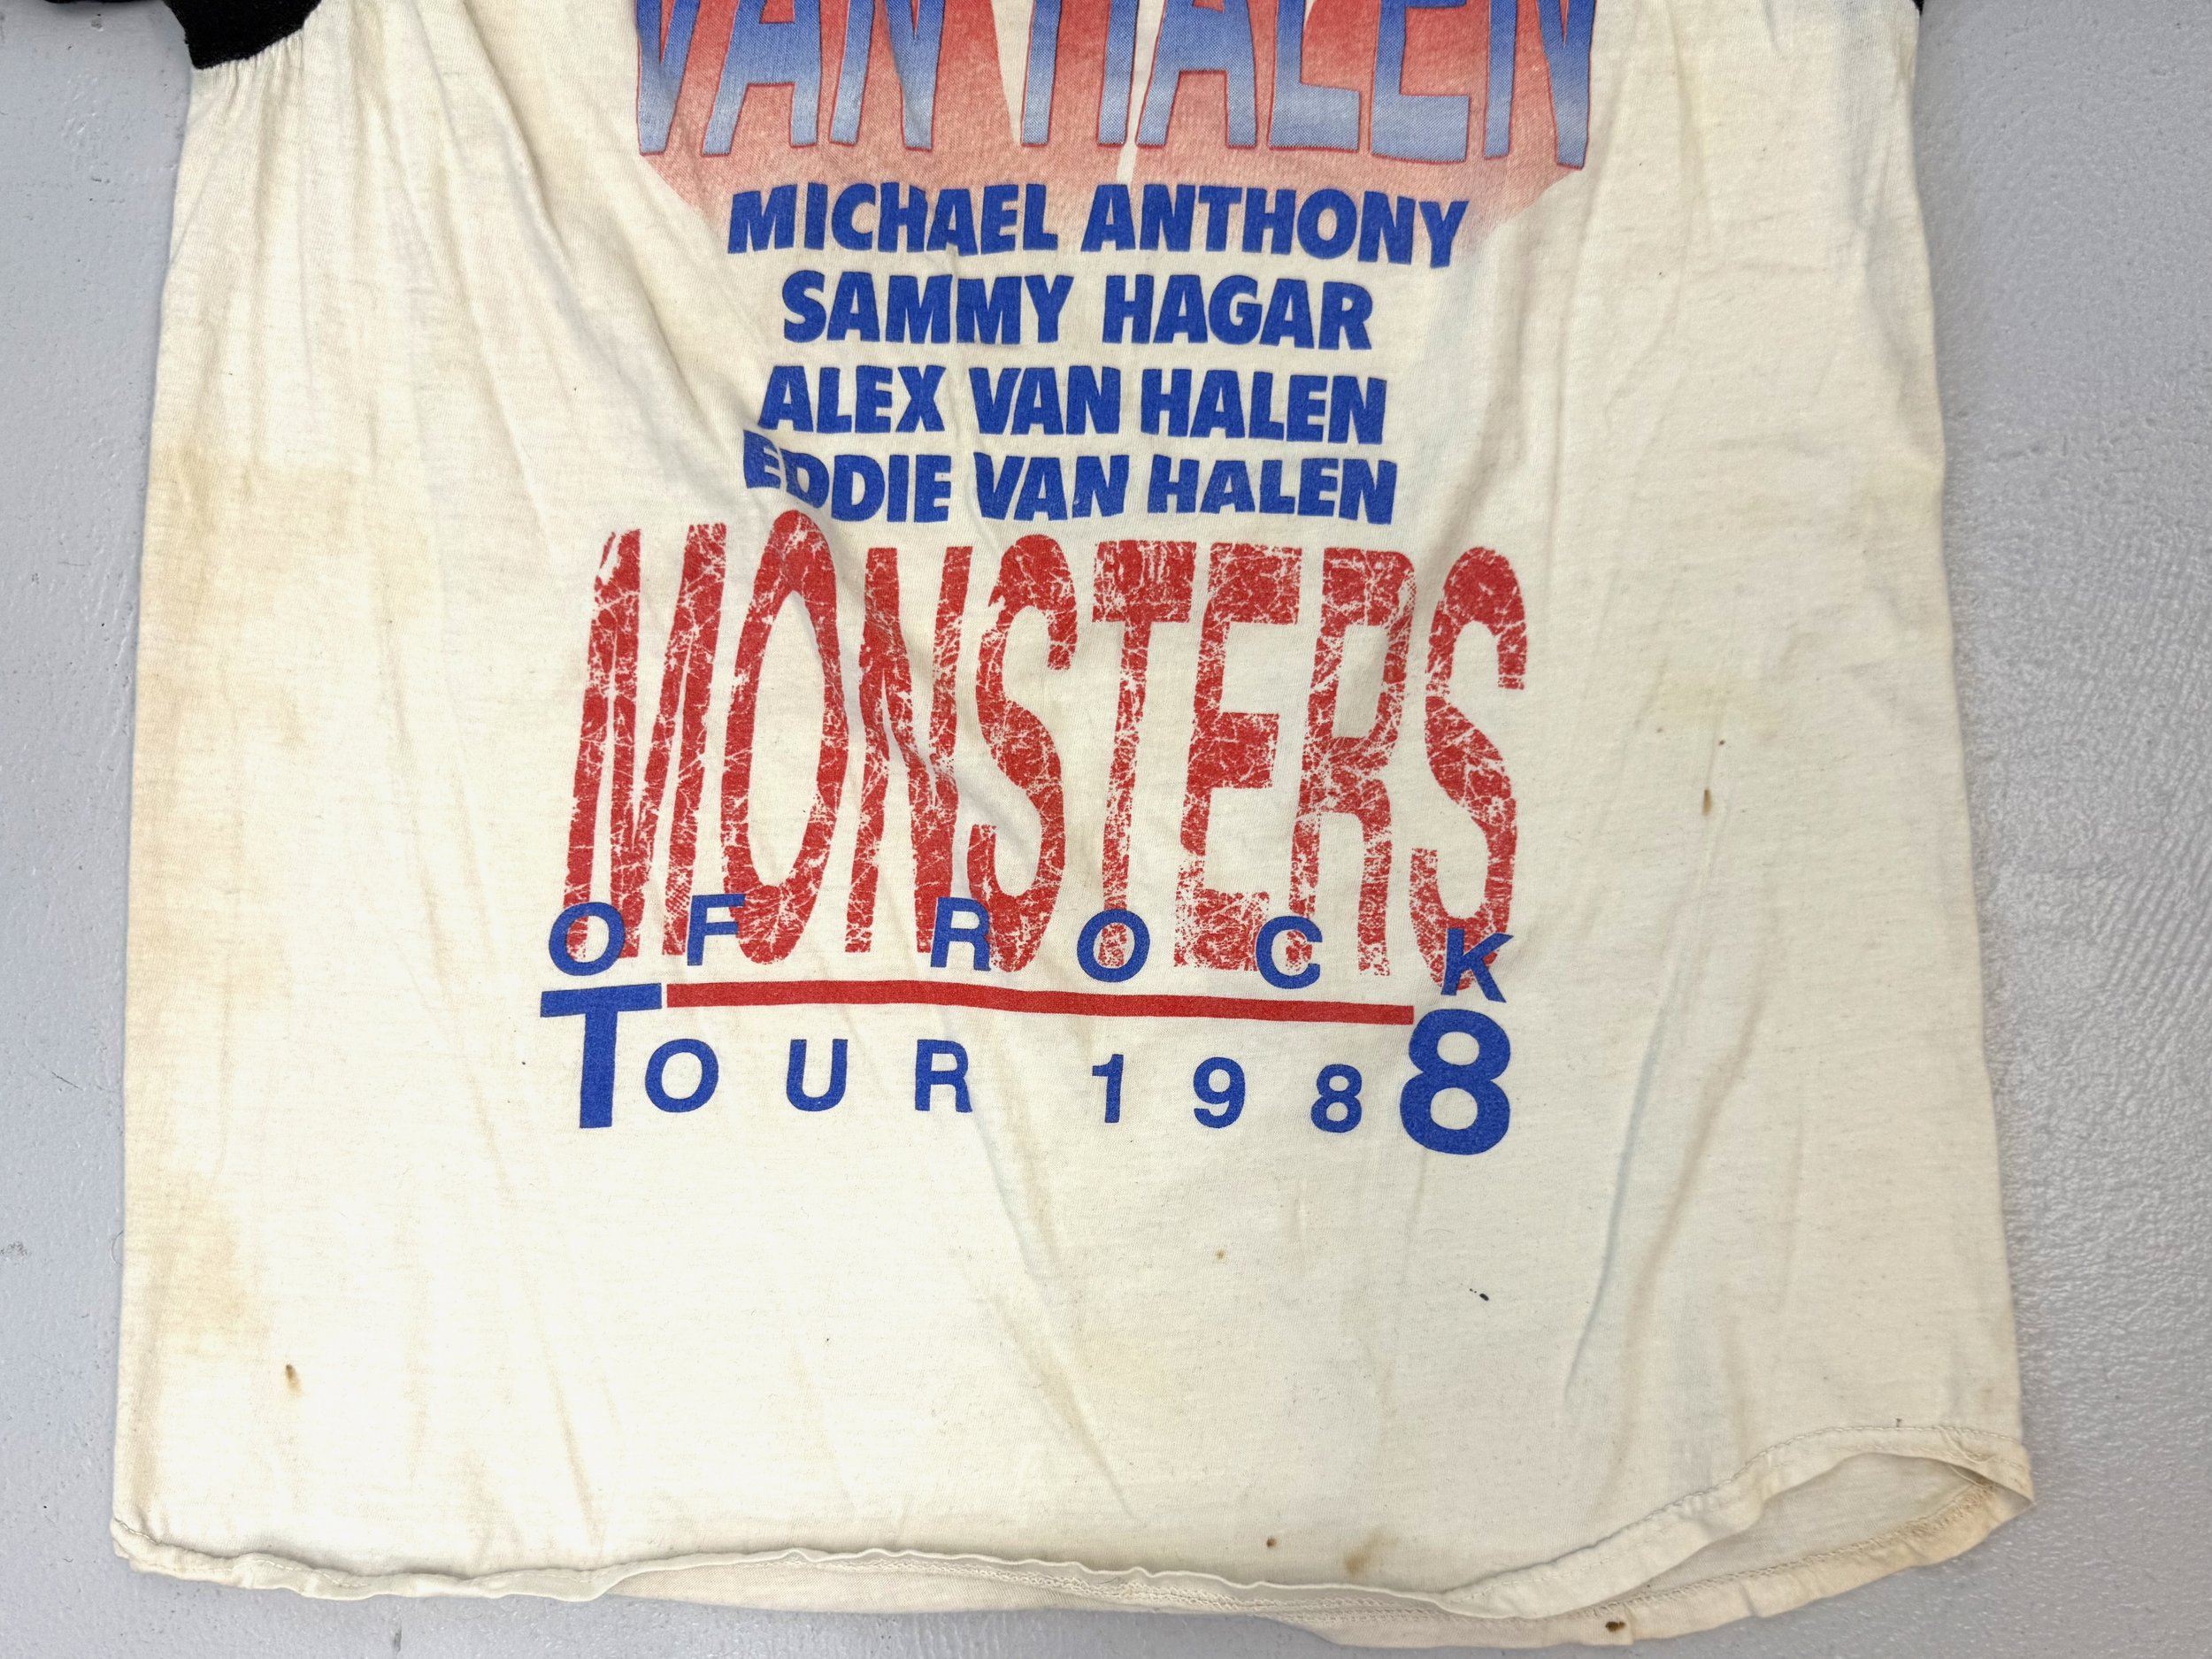 VAN HALEN
MICHAEL ANTHONY
SAMMY HAGAR
ALEX VAN HALEN
EDDIE VAN HALEN
MONSTERS
OF ROCK
TOUR 1988